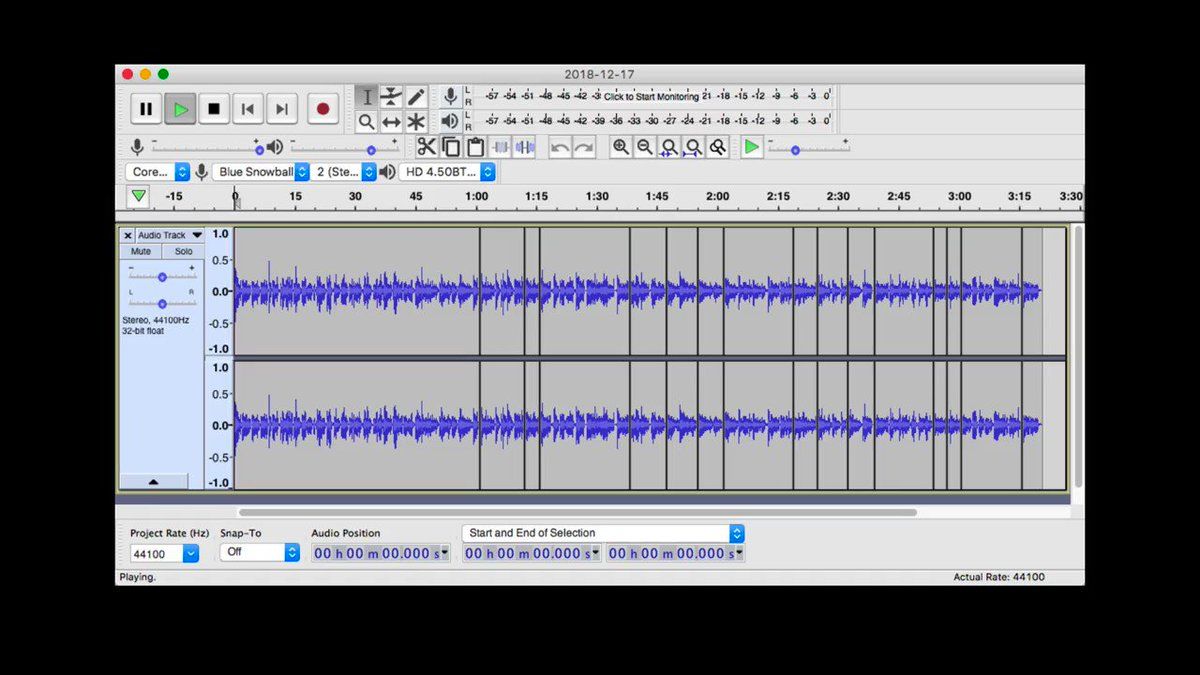 2018-12-17
L
R
-57 -54 -51 -48 -45 -42 -3 Click to Start Monitoring 21 -18 -15 -12 -9 -6 -3 0
L
R
-57 -54 -51 -48 -45 -42 -39 -36 -33 -30 -27 -24 -21 -18 -15 -12 -9 -6 -3 0
- + - + - +
Core... Blue Snowball 2 (Ste... HD 4.50BT...
-15 0 15 30 45 1:00 1:15 1:30 1:45 2:00 2:15 2:30 2:45 3:00 3:15 3:30
Audio Track 1.0
Mute Solo
0.5
- +
L R
0.0
Stereo, 44100Hz
32-bit float
-0.5
-1.0
1.0
0.5
0.0
-0.5
-1.0
Project Rate (Hz) Snap-To Audio Position Start and End of Selection
44100 Off 00 h 00 m 00.000 s 00 h 00 m 00.000 s 00 h 00 m 00.000 s
Playing. Actual Rate: 44100